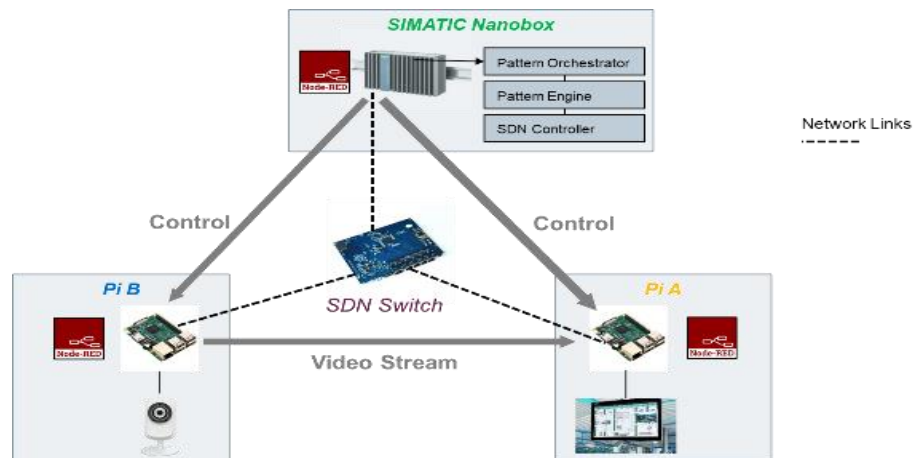 SIMATIC Nanobox
Node-RED
Pattern Orchestrator
Pattern Engine
SDN Controller
Network Links
Control
Control
Pi B
SDN Switch
Pi A
Node-RED
Node-RED
Video Stream